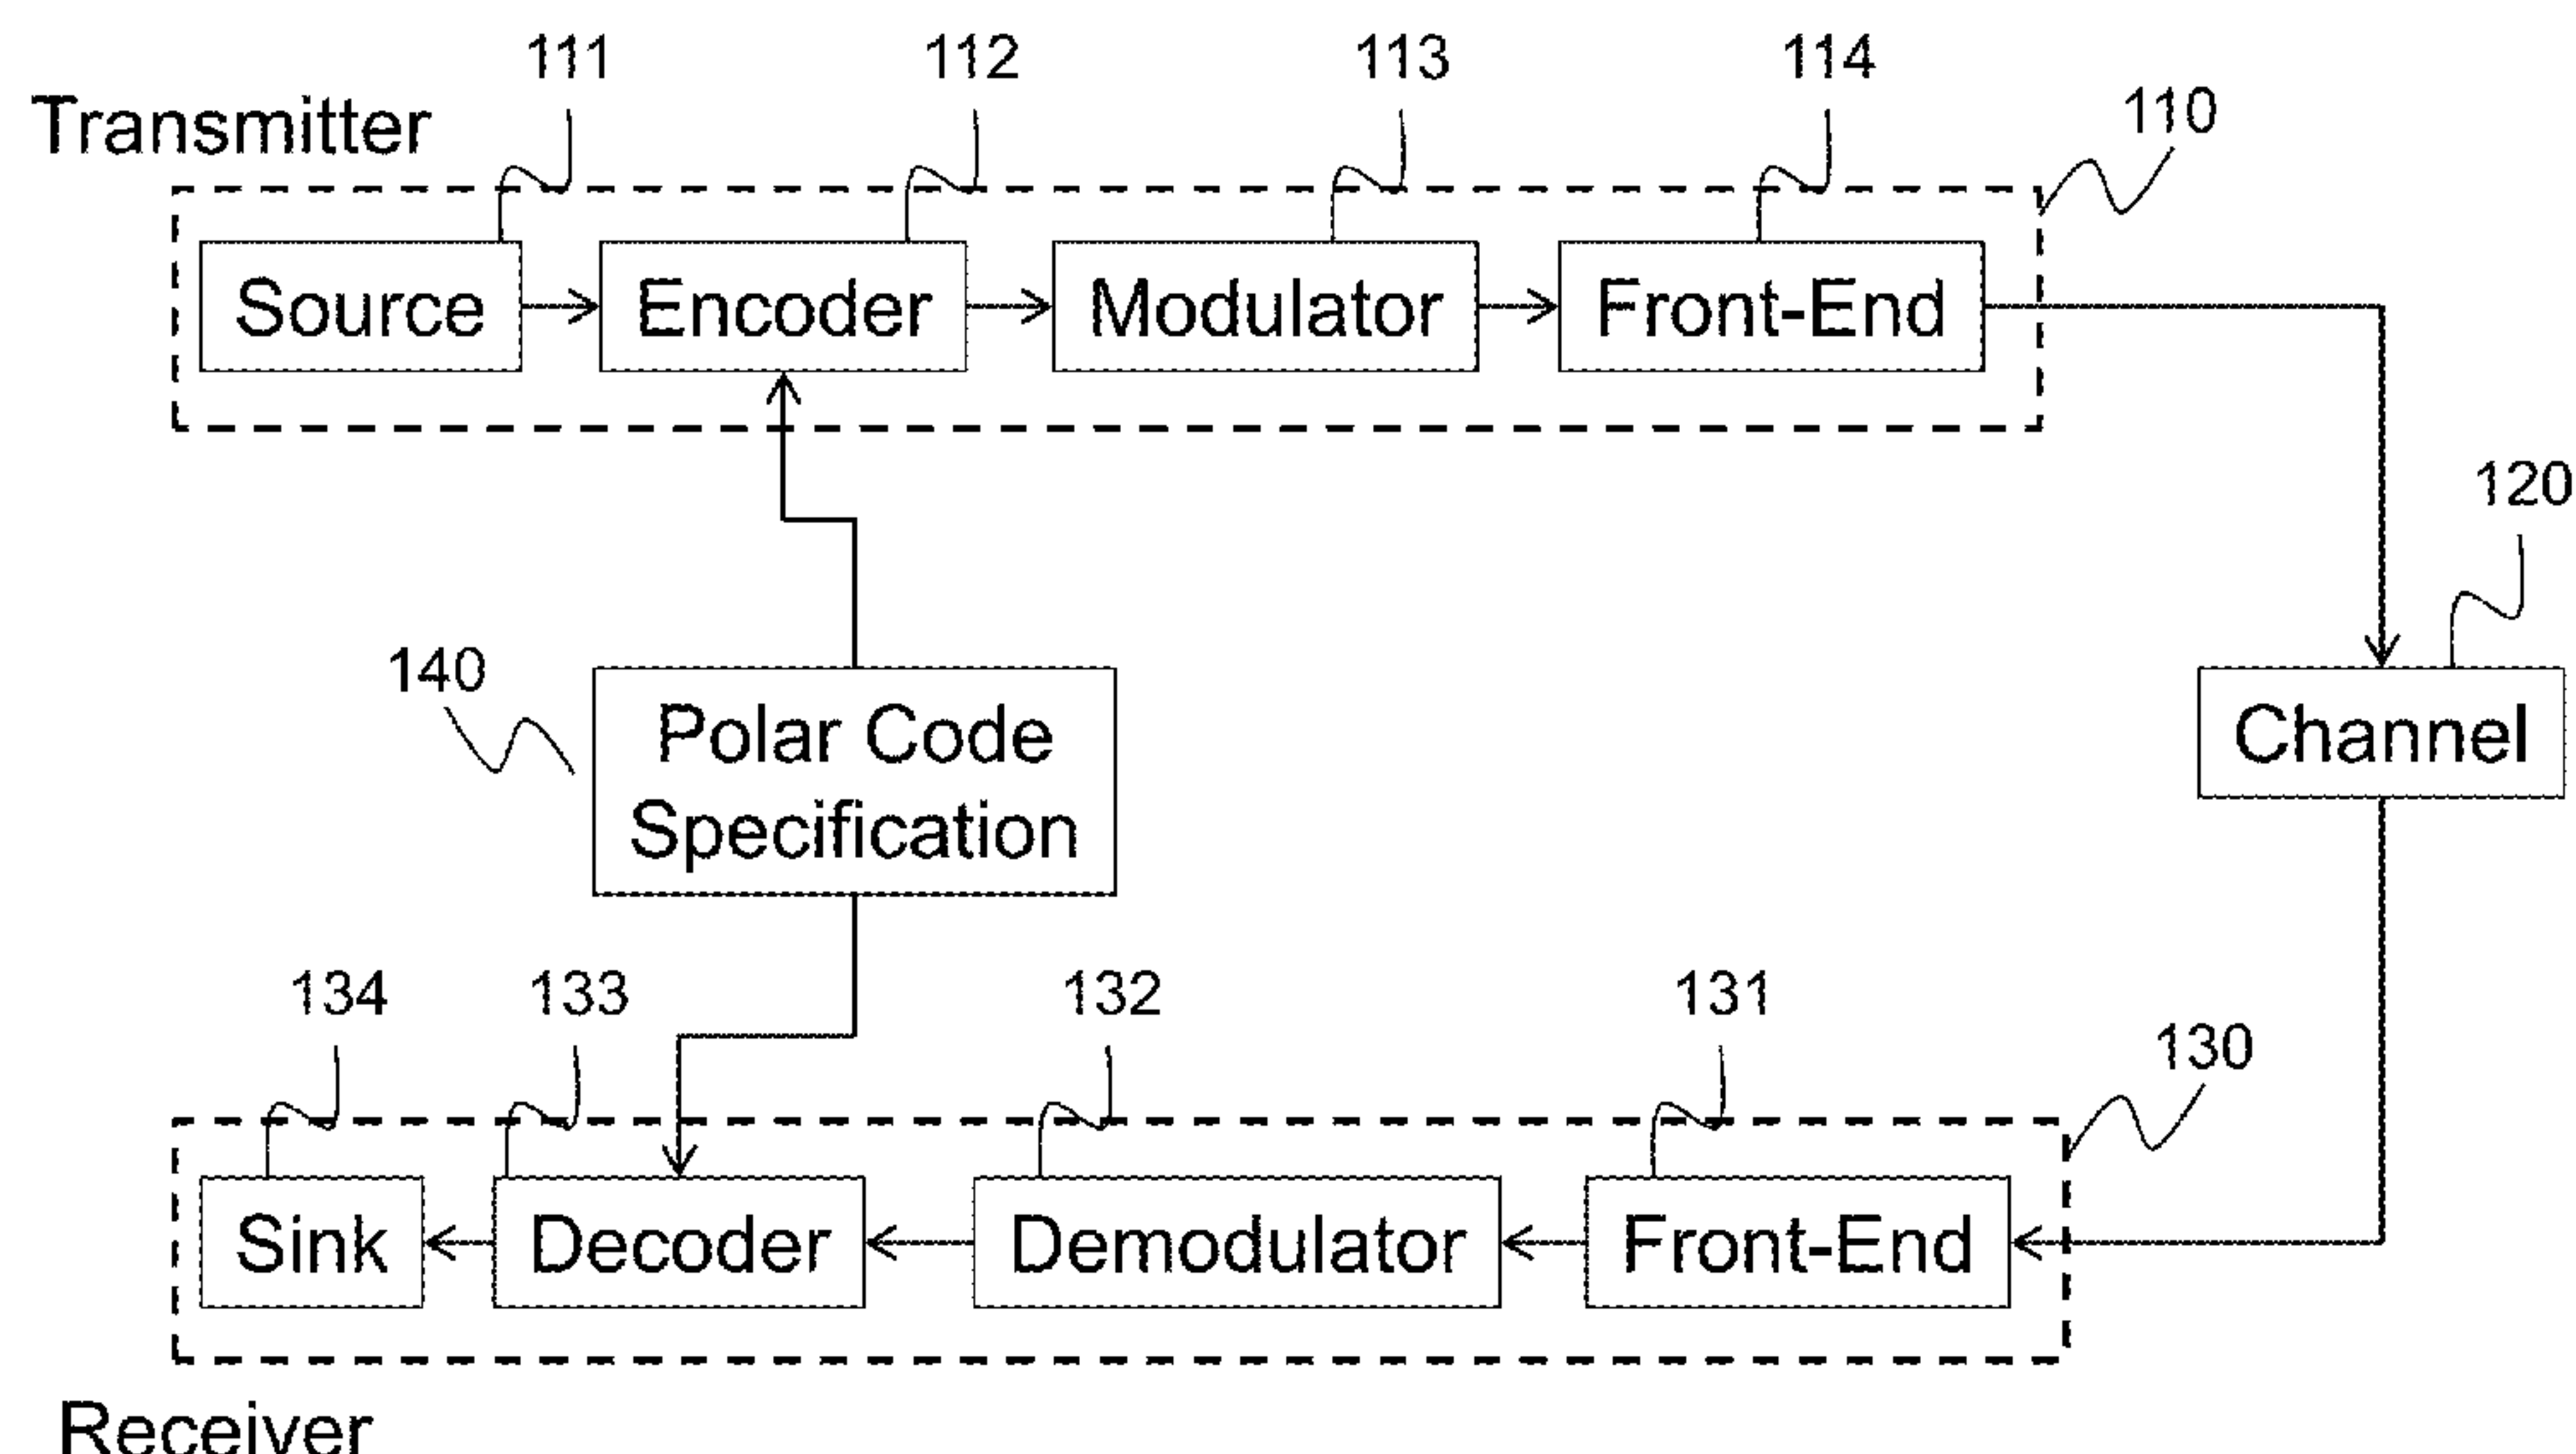 111
112
113
114
Transmitter
110
Source
Encoder
Modulator
Front-End
120
140
Polar Code
Specification
Channel
134
133
132
131
130
Sink
Decoder
Demodulator
Front-End
Receiver